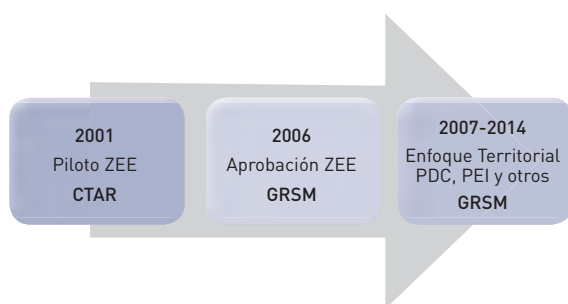 2001
Piloto ZEE
CTAR
2006
Aprobación ZEE
GRSM
2007-2014
Enfoque Territorial
PDC, PEI y otros
GRSM